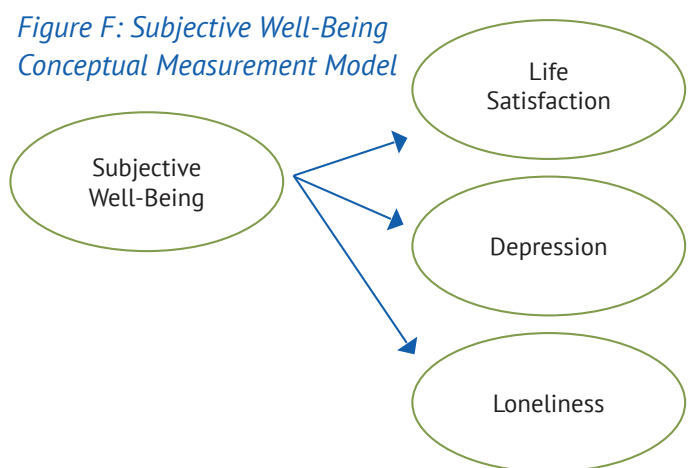 Figure F: Subjective Well-Being
Conceptual Measurement Model
Life
Satisfaction
Subjective
Well-Being
Depression
Loneliness